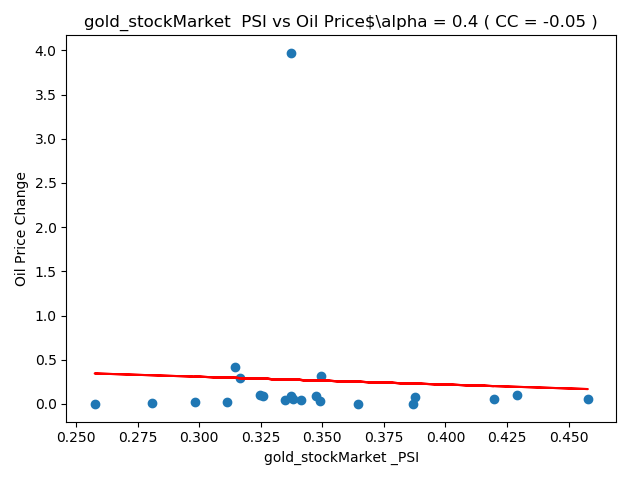 gold_stockMarket  PSI vs Oil Price$\alpha = 0.4 ( CC = -0.05 )
4.0
3.5
3.0
2.5
2.0
1.5
1.0
0.5
0.0
Oil Price Change
0.250 0.275 0.300 0.325 0.350 0.375 0.400 0.425 0.450
gold_stockMarket _PSI